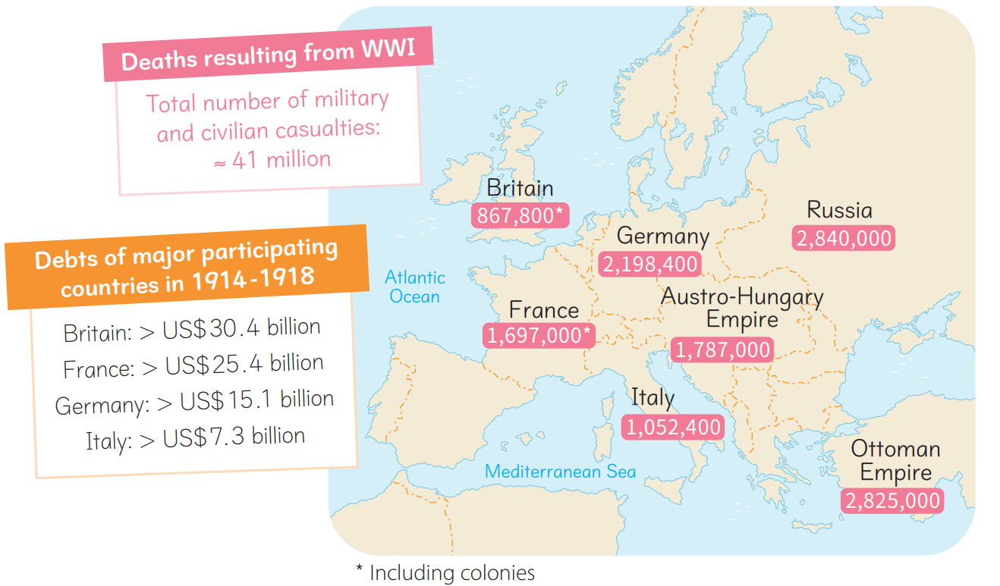 Deaths resulting from WWI
Total number of military
and civilian casualties:
≈ 41 million
Debts of major participating
countries in 1914-1918
Britain: > US$30.4 billion
France: > US$25.4 billion
Germany: > US$15.1 billion
Italy: > US$7.3 billion
Britain
867,800*
Russia
2,840,000
Germany
2,198,400
Atlantic
Ocean
Austro-Hungary
Empire
1,787,000
France
1,697,000*
Italy
1,052,400
Ottoman
Empire
2,825,000
Mediterranean Sea
* Including colonies